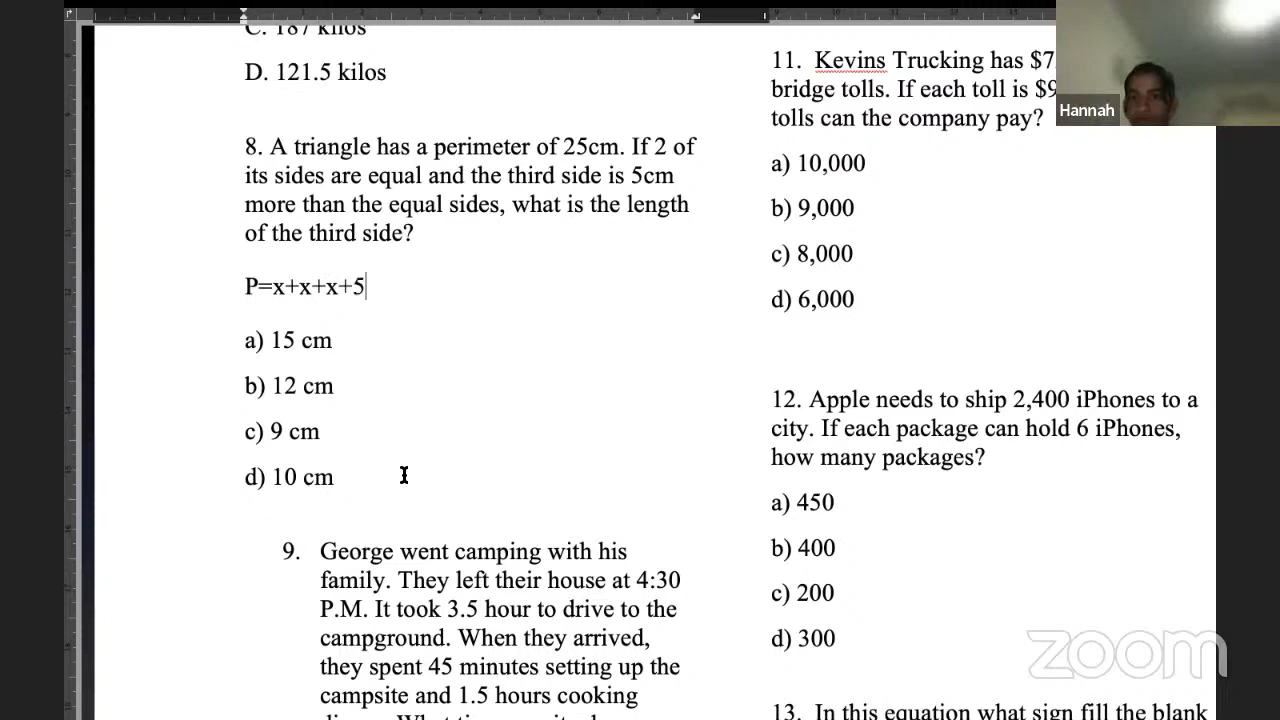 C. 187 kilos
D. 121.5 kilos
8. A triangle has a perimeter of 25cm. If 2 of
its sides are equal and the third side is 5cm
more than the equal sides, what is the length
of the third side?
P=x+x+x+5
a) 15 cm
b) 12 cm
c) 9 cm
d) 10 cm
9. George went camping with his
family. They left their house at 4:30
P.M. It took 3.5 hour to drive to the
campground. When they arrived,
they spent 45 minutes setting up the
campsite and 1.5 hours cooking
11. Kevins Trucking has $7
bridge tolls. If each toll is $9
tolls can the company pay?
a) 10,000
b) 9,000
c) 8,000
d) 6,000
12. Apple needs to ship 2,400 iPhones to a
city. If each package can hold 6 iPhones,
how many packages?
a) 450
b) 400
c) 200
d) 300
13. In this equation what sign fill the blank
Hannah
zoom